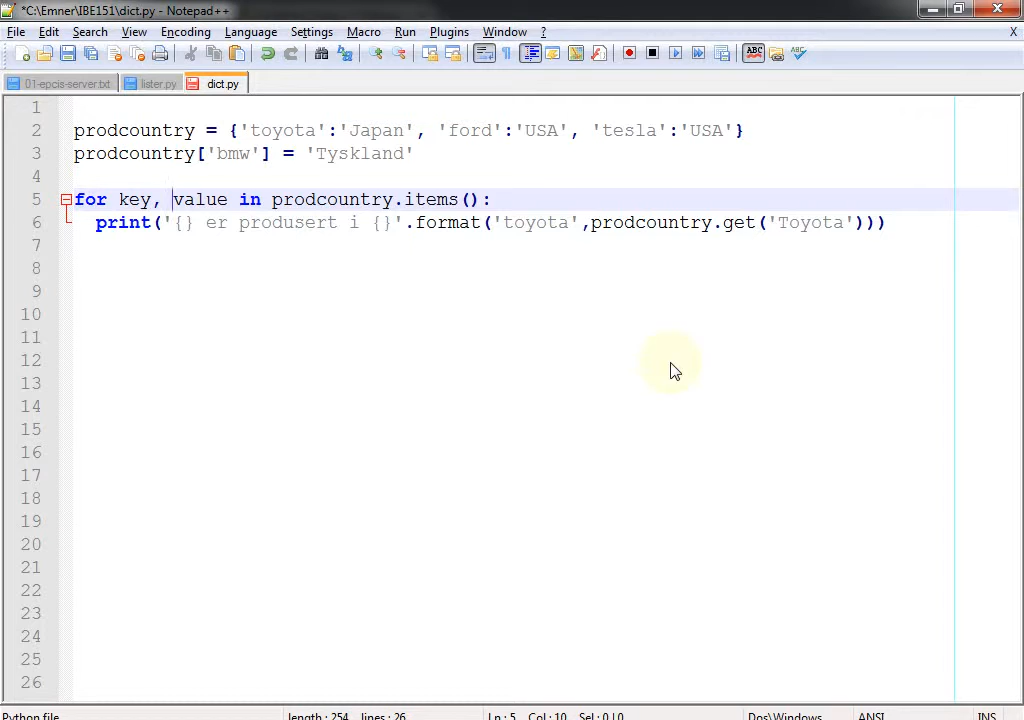 *C:\Emner\IBE151\dict.py - Notepad++
File Edit Search View Encoding Language Settings Macro Run Plugins Window ? X
01-epcis-server.txt lister.py dict.py
1
2 prodcountry = {'toyota':'Japan', 'ford':'USA', 'tesla':'USA'}
3 prodcountry['bmw'] = 'Tyskland'
4
5 for key, value in prodcountry.items():
6 print('{} er produsert i {}'.format('toyota',prodcountry.get('Toyota')))
7
8
9
10
11
12
13
14
15
16
17
18
19
20
21
22
23
24
25
26
Python file length : 254 lines : 26 Ln : 5 Col : 10 Sel : 0 | 0 Dos\Windows ANSI INS